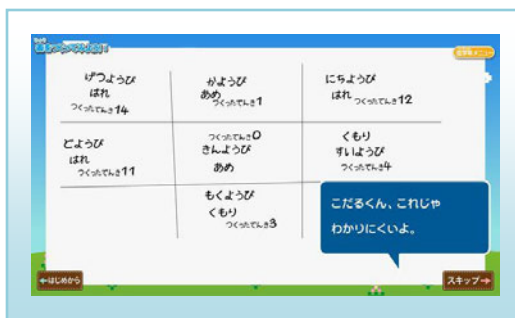 げつようび
はれ
つくったてんき14
かようび
あめ
つくったてんき1
にちようび
はれ
つくったてんき12
どようび
はれ
つくったてんき11
つくったてんき0
きんようび
あめ
くもり
すいようび
つくったてんき4
もくようび
くもり
つくったてんき3
こだるくん、これじゃ
わかりにくいよ。
はじめから
スキップ